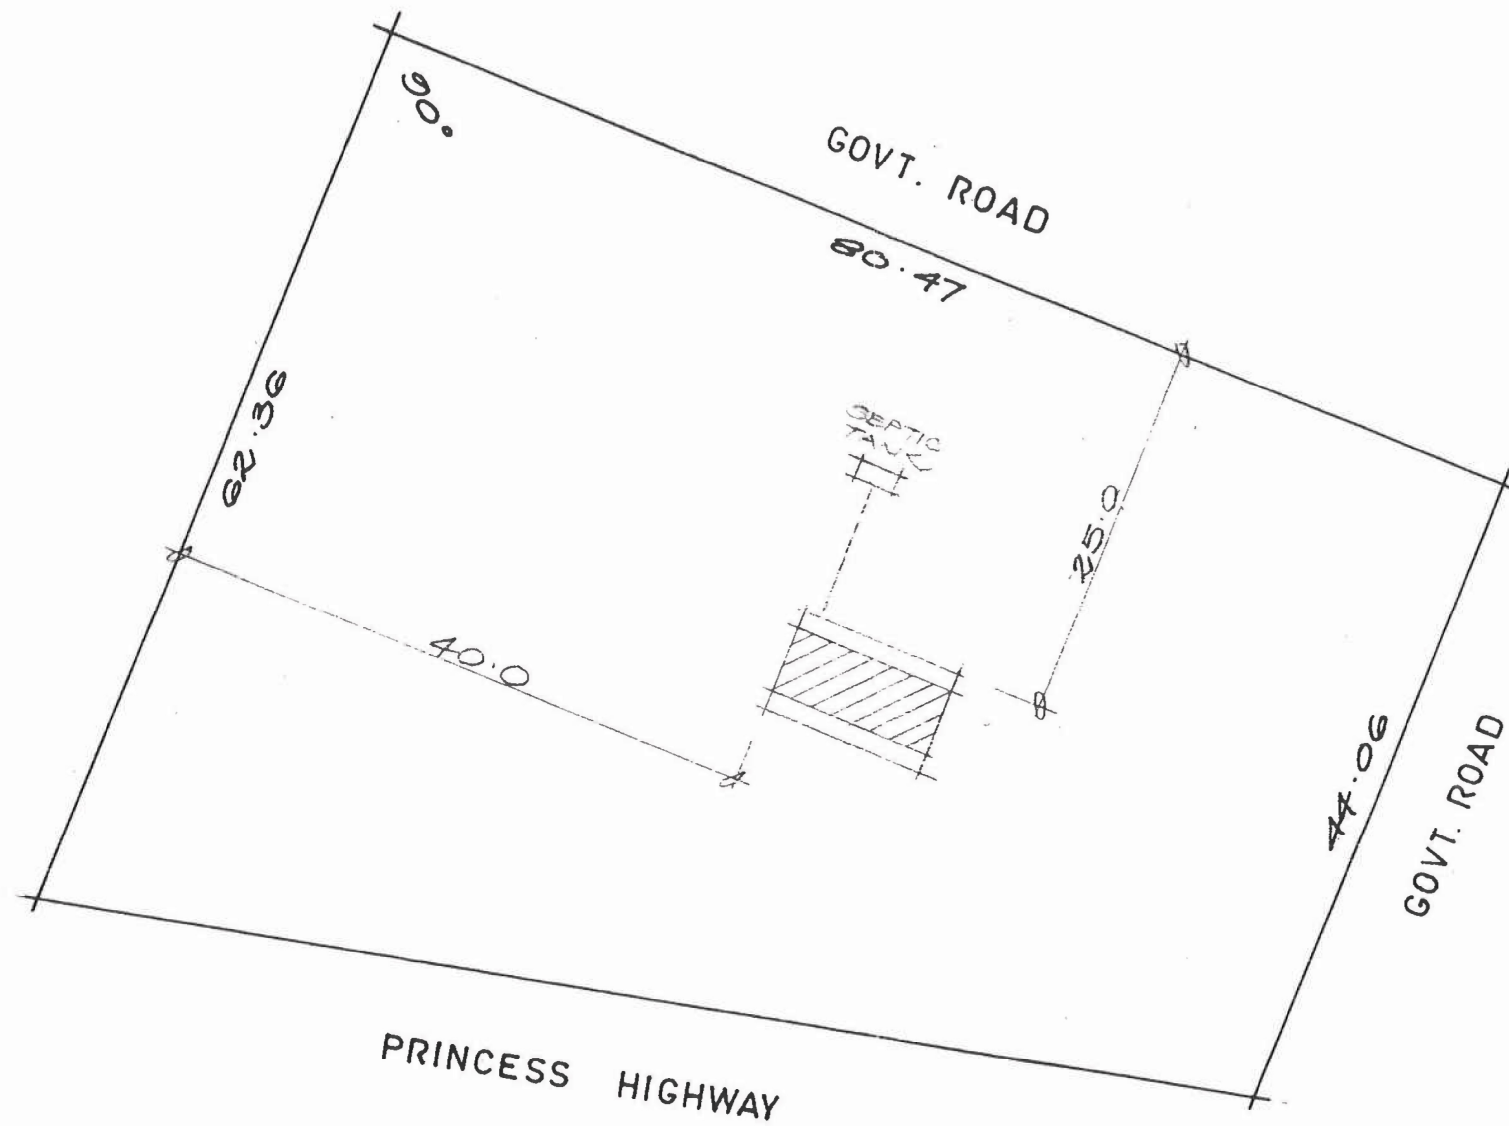 90°
GOVT. ROAD
80.47
62.36
SEPTIC
TANK
25.0
40.0
44.06
GOVT. ROAD
PRINCESS HIGHWAY